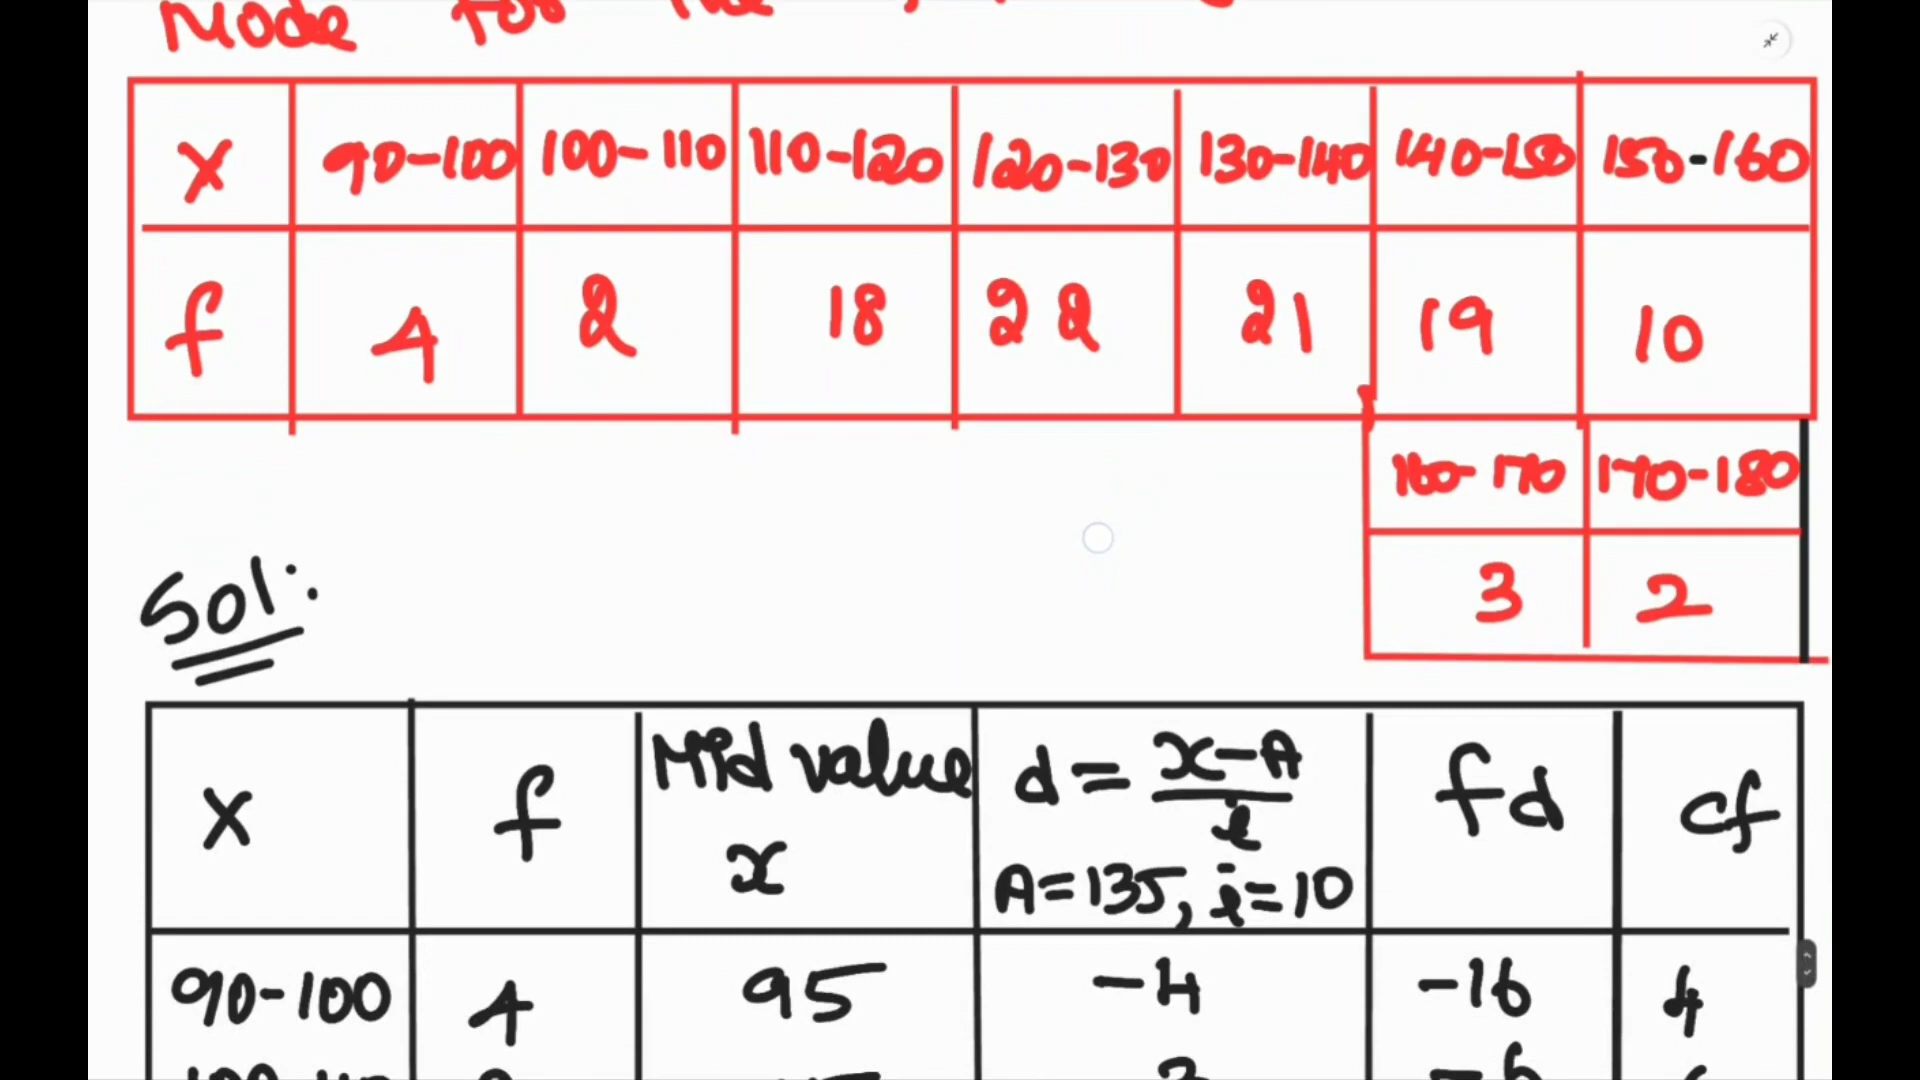 Mode for the
X 90-100 100-110 110-120 120-130 130-140 140-150 150-160
f 4 2 18 22 21 19 10
160-170 170-180
3 2
Sol:
X f Mid value x d = x-A / i A=135, i=10 fd cf
90-100 4 95 -4 -16 4